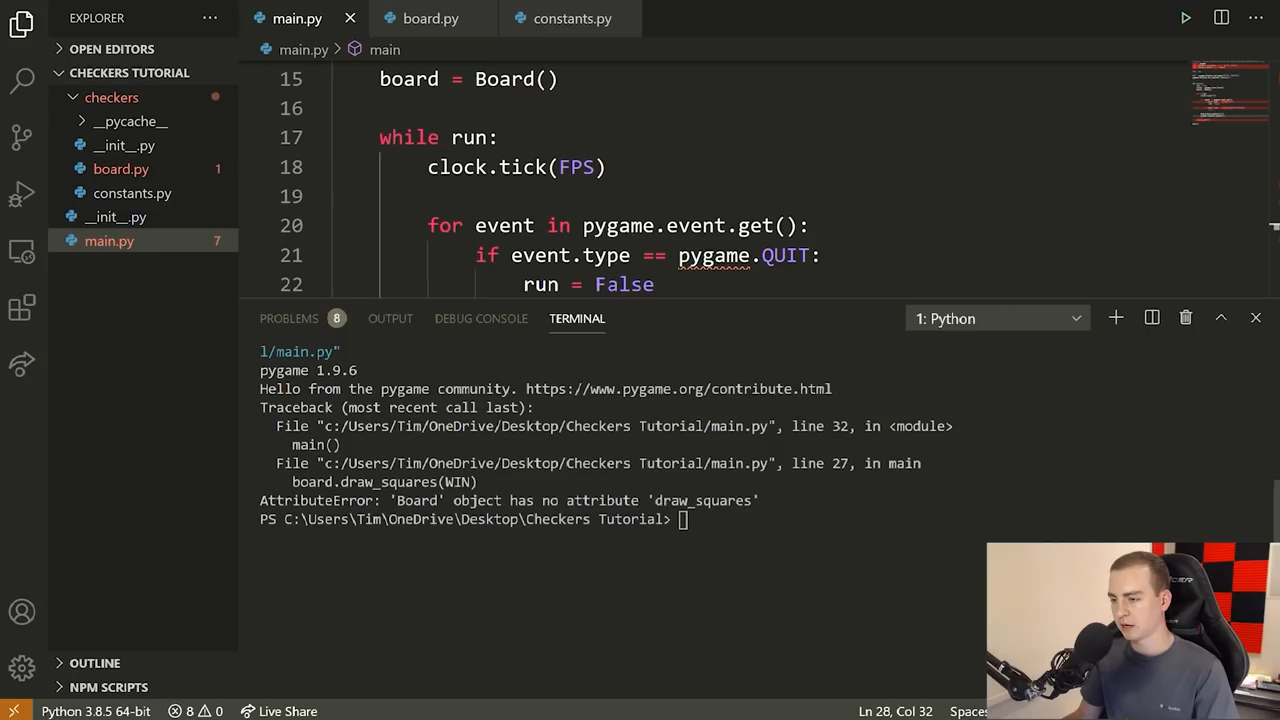 EXPLORER
OPEN EDITORS
CHECKERS TUTORIAL
checkers
__pycache__
__init__.py
board.py 1
constants.py
__init__.py
main.py 7
OUTLINE
NPM SCRIPTS
main.py board.py constants.py
main.py > main
15 board = Board()
16
17 while run:
18 clock.tick(FPS)
19
20 for event in pygame.event.get():
21 if event.type == pygame.QUIT:
22 run = False
PROBLEMS 8 OUTPUT DEBUG CONSOLE TERMINAL 1: Python
l/main.py"
pygame 1.9.6
Hello from the pygame community. https://www.pygame.org/contribute.html
Traceback (most recent call last):
File "c:/Users/Tim/OneDrive/Desktop/Checkers Tutorial/main.py", line 32, in <module>
main()
File "c:/Users/Tim/OneDrive/Desktop/Checkers Tutorial/main.py", line 27, in main
board.draw_squares(WIN)
AttributeError: 'Board' object has no attribute 'draw_squares'
PS C:\Users\Tim\OneDrive\Desktop\Checkers Tutorial>
Python 3.8.5 64-bit 8 0 Live Share Ln 28, Col 32 Spaces